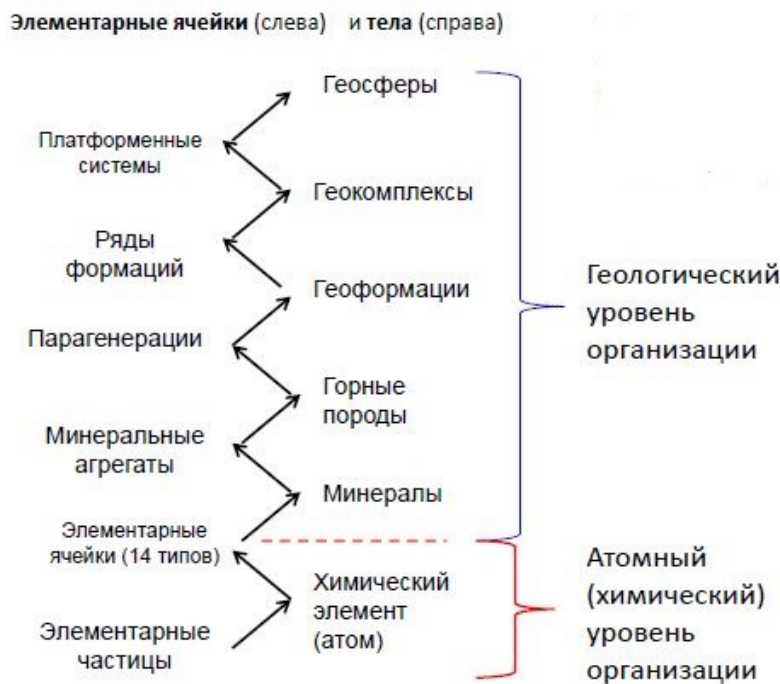 Элементарные ячейки (слева) и тела (справа)
Геосферы
Платформенные
системы
Геокомплексы
Ряды
формаций
Геоформации
Геологический
уровень
организации
Парагенерации
Горные
породы
Минеральные
агрегаты
Минералы
Элементарные
ячейки (14 типов)
Химический
элемент
(атом)
Атомный
(химический)
уровень
организации
Элементарные
частицы